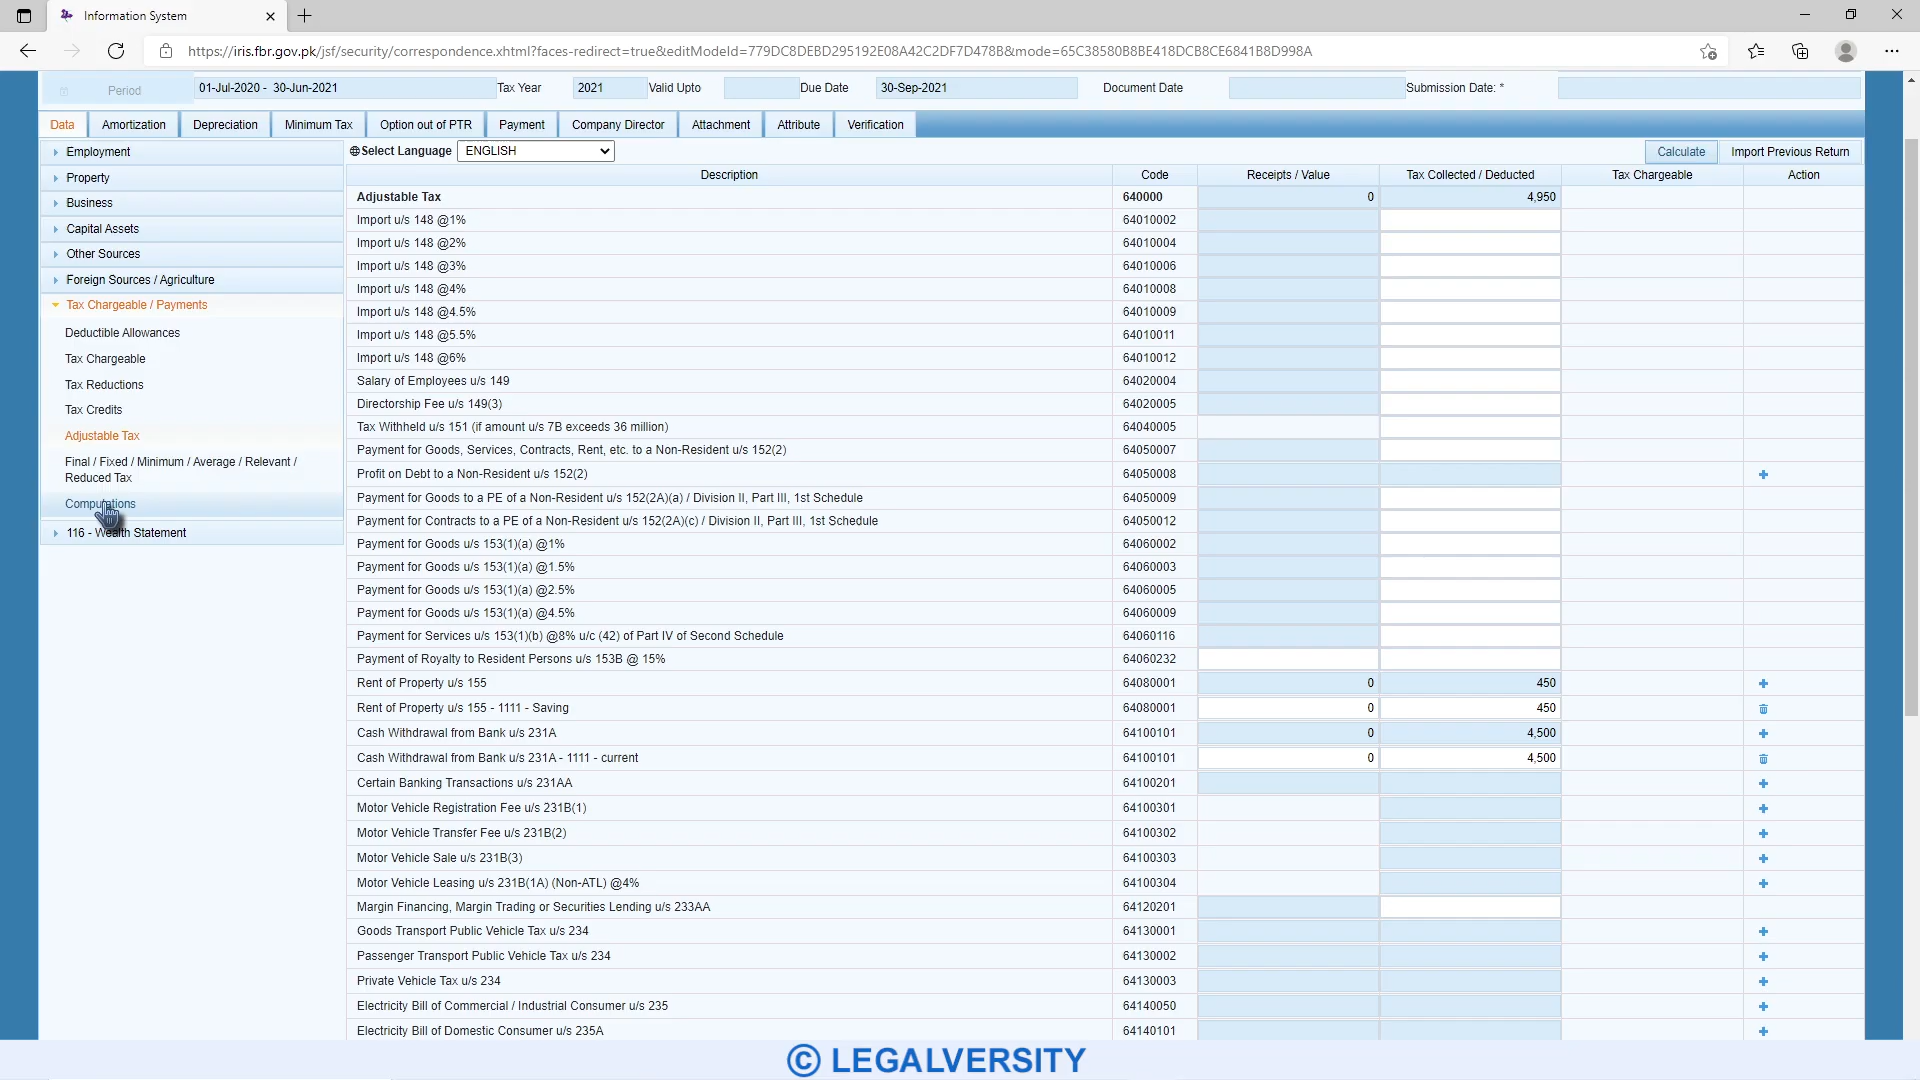 Information System
https://iris.fbr.gov.pk/jsf/security/correspondence.xhtml?faces-redirect=true&editModeId=779DC8DEBD295192E08A42C2DF7D478B&mode=65C38580B8BE418DCB8CE6841B8D998A
Period 01-Jul-2020 - 30-Jun-2021 Tax Year 2021 Valid Upto Due Date 30-Sep-2021 Document Date Submission Date: *
Data Amortization Depreciation Minimum Tax Option out of PTR Payment Company Director Attachment Attribute Verification
Employment
Property
Business
Capital Assets
Other Sources
Foreign Sources / Agriculture
Tax Chargeable / Payments
Deductible Allowances
Tax Chargeable
Tax Reductions
Tax Credits
Adjustable Tax
Final / Fixed / Minimum / Average / Relevant /
Reduced Tax
Computations
116 - Wealth Statement
Select Language ENGLISH Calculate Import Previous Return
Description Code Receipts / Value Tax Collected / Deducted Tax Chargeable Action
Adjustable Tax 640000 0 4,950
Import u/s 148 @1% 64010002
Import u/s 148 @2% 64010004
Import u/s 148 @3% 64010006
Import u/s 148 @4% 64010008
Import u/s 148 @4.5% 64010009
Import u/s 148 @5.5% 64010011
Import u/s 148 @6% 64010012
Salary of Employees u/s 149 64020004
Directorship Fee u/s 149(3) 64020005
Tax Withheld u/s 151 (if amount u/s 7B exceeds 36 million) 64040005
Payment for Goods, Services, Contracts, Rent, etc. to a Non-Resident u/s 152(2) 64050007
Profit on Debt to a Non-Resident u/s 152(2) 64050008
Payment for Goods to a PE of a Non-Resident u/s 152(2A)(a) / Division II, Part III, 1st Schedule 64050009
Payment for Contracts to a PE of a Non-Resident u/s 152(2A)(c) / Division II, Part III, 1st Schedule 64050012
Payment for Goods u/s 153(1)(a) @1% 64060002
Payment for Goods u/s 153(1)(a) @1.5% 64060003
Payment for Goods u/s 153(1)(a) @2.5% 64060005
Payment for Goods u/s 153(1)(a) @4.5% 64060009
Payment for Services u/s 153(1)(b) @8% u/c (42) of Part IV of Second Schedule 64060116
Payment of Royalty to Resident Persons u/s 153B @ 15% 64060232
Rent of Property u/s 155 64080001 0 450
Rent of Property u/s 155 - 1111 - Saving 64080001 0 450
Cash Withdrawal from Bank u/s 231A 64100101 0 4,500
Cash Withdrawal from Bank u/s 231A - 1111 - current 64100101 0 4,500
Certain Banking Transactions u/s 231AA 64100201
Motor Vehicle Registration Fee u/s 231B(1) 64100301
Motor Vehicle Transfer Fee u/s 231B(2) 64100302
Motor Vehicle Sale u/s 231B(3) 64100303
Motor Vehicle Leasing u/s 231B(1A) (Non-ATL) @4% 64100304
Margin Financing, Margin Trading or Securities Lending u/s 233AA 64120201
Goods Transport Public Vehicle Tax u/s 234 64130001
Passenger Transport Public Vehicle Tax u/s 234 64130002
Private Vehicle Tax u/s 234 64130003
Electricity Bill of Commercial / Industrial Consumer u/s 235 64140050
Electricity Bill of Domestic Consumer u/s 235A 64140101
© LEGALVERSITY